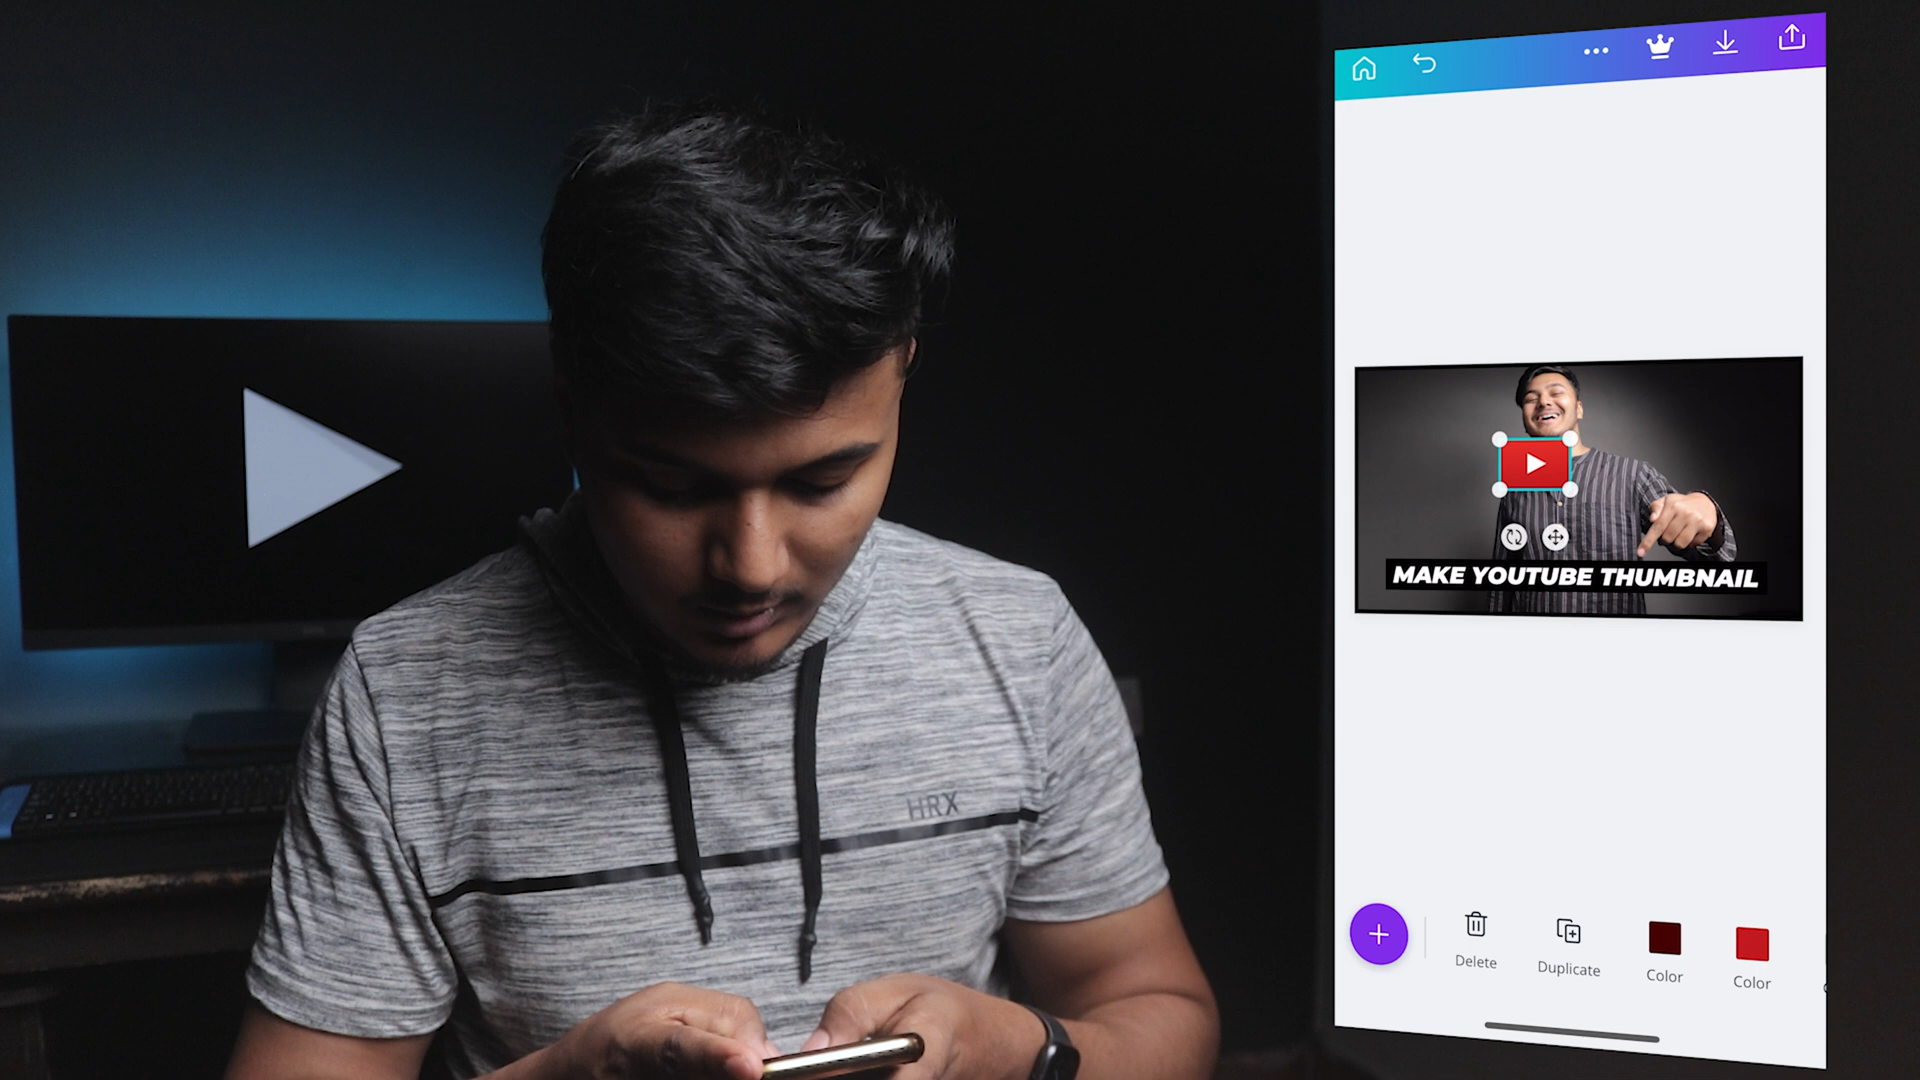 HRX
MAKE YOUTUBE THUMBNAIL
Delete
Duplicate
Color
Color